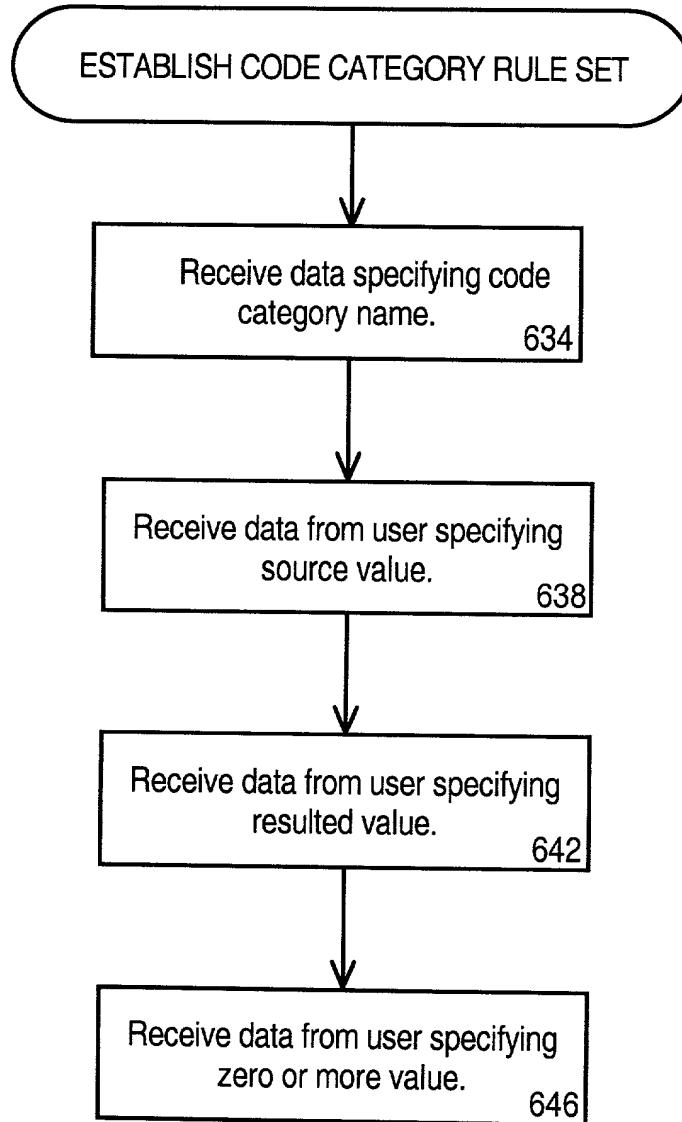 ESTABLISH CODE CATEGORY RULE SET
Receive data specifying code
category name.
634
Receive data from user specifying
source value.
638
Receive data from user specifying
resulted value.
642
Receive data from user specifying
zero or more value.
646